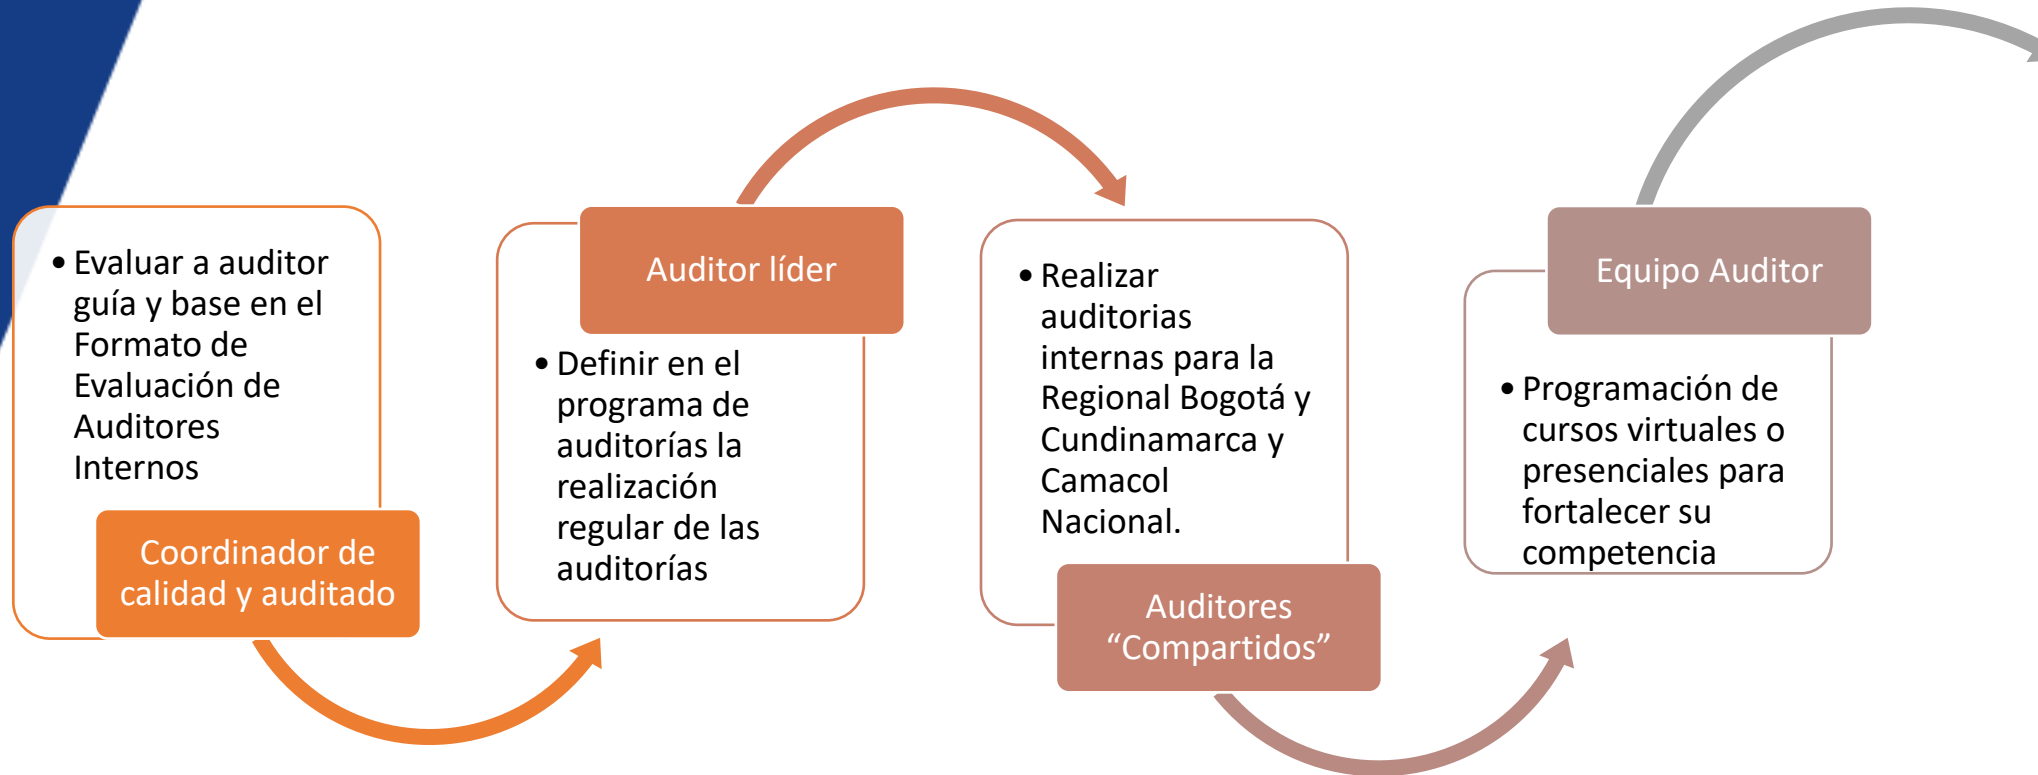 • Evaluar a auditor
guía y base en el
Formato de
Evaluación de
Auditores
Internos
Coordinador de
calidad y auditado
Auditor líder
• Definir en el
programa de
auditorías la
realización
regular de las
auditorías
• Realizar
auditorias
internas para la
Regional Bogotá y
Cundinamarca y
Camacol
Nacional.
Auditores
“Compartidos”
Equipo Auditor
• Programación de
cursos virtuales o
presenciales para
fortalecer su
competencia